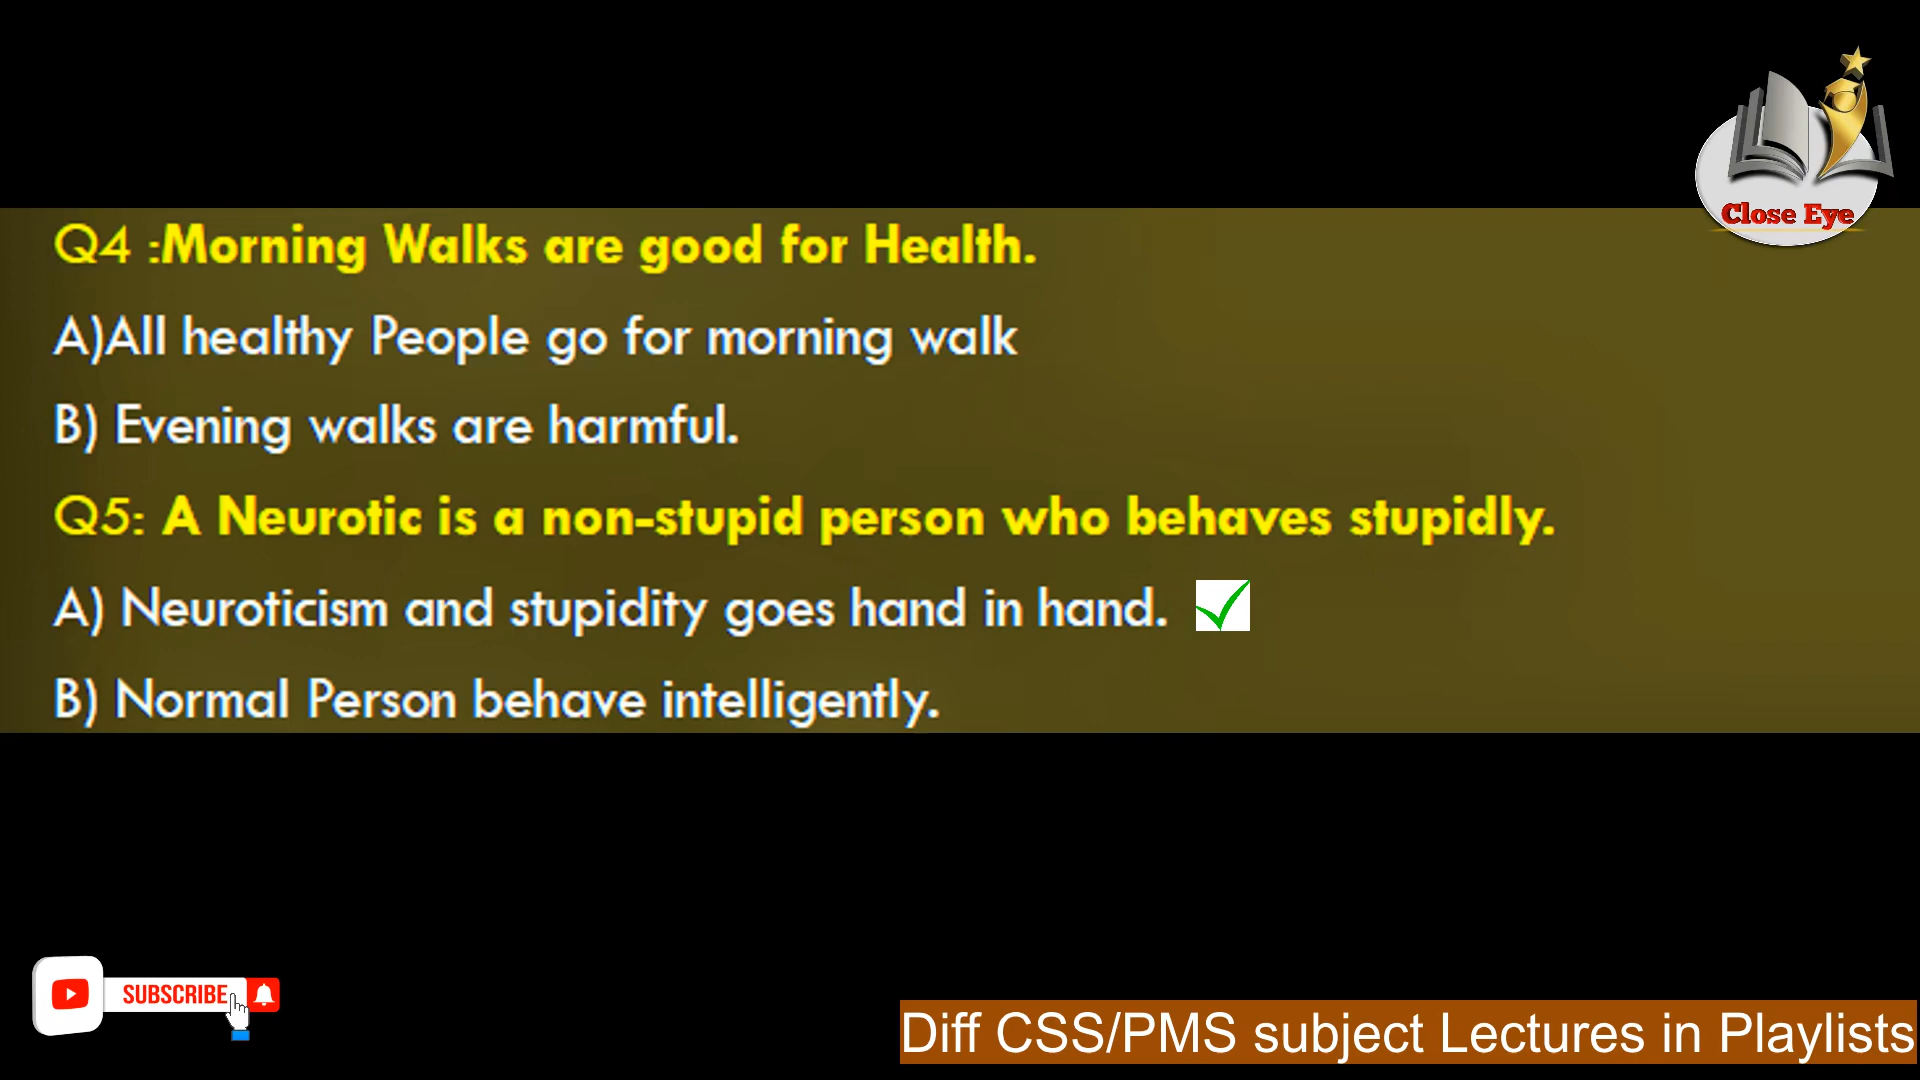 Close Eye
Q4 :Morning Walks are good for Health.
A)All healthy People go for morning walk
B) Evening walks are harmful.
Q5: A Neurotic is a non-stupid person who behaves stupidly.
A) Neuroticism and stupidity goes hand in hand.
B) Normal Person behave intelligently.
SUBSCRIBE
Diff CSS/PMS subject Lectures in Playlists